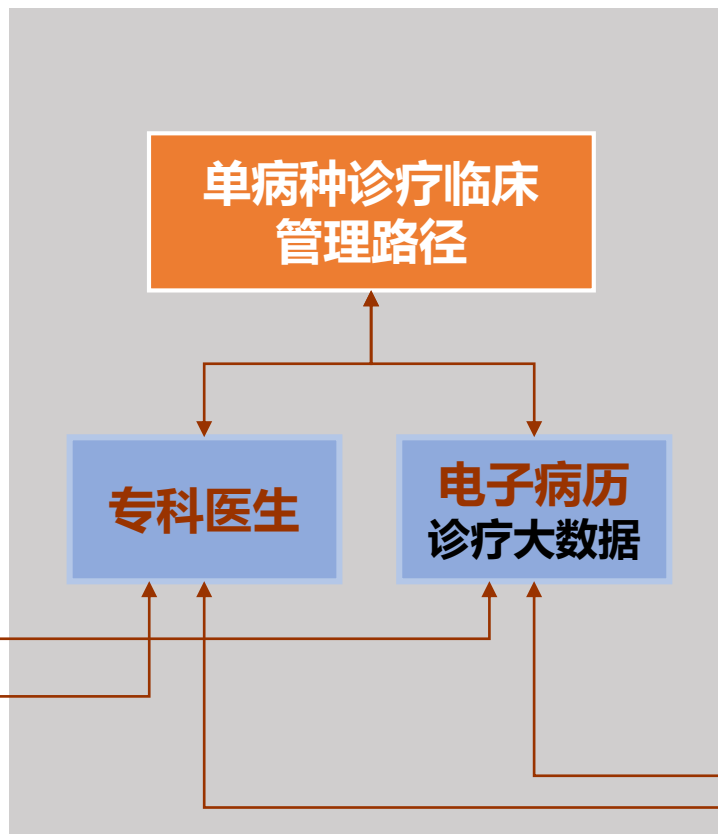 单病种诊疗临床
管理路径
专科医生
电子病历
诊疗大数据